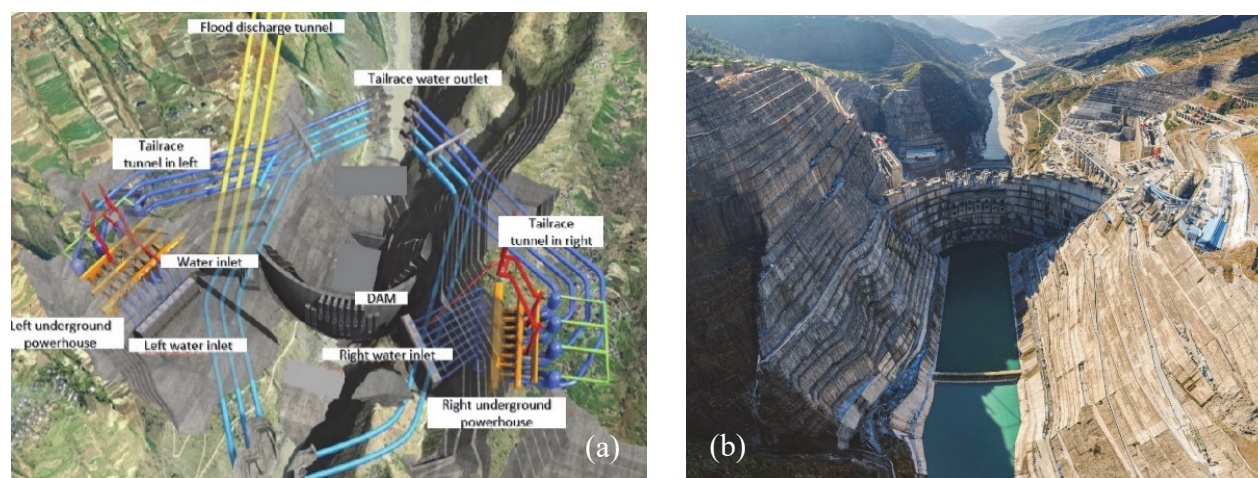 Flood discharge tunnel
Tailrace water outlet
Tailrace
tunnel in left
Tailrace
tunnel in right
Water inlet
DAM
Left underground
powerhouse
Left water inlet
Right water inlet
Right underground
powerhouse
(a)
(b)